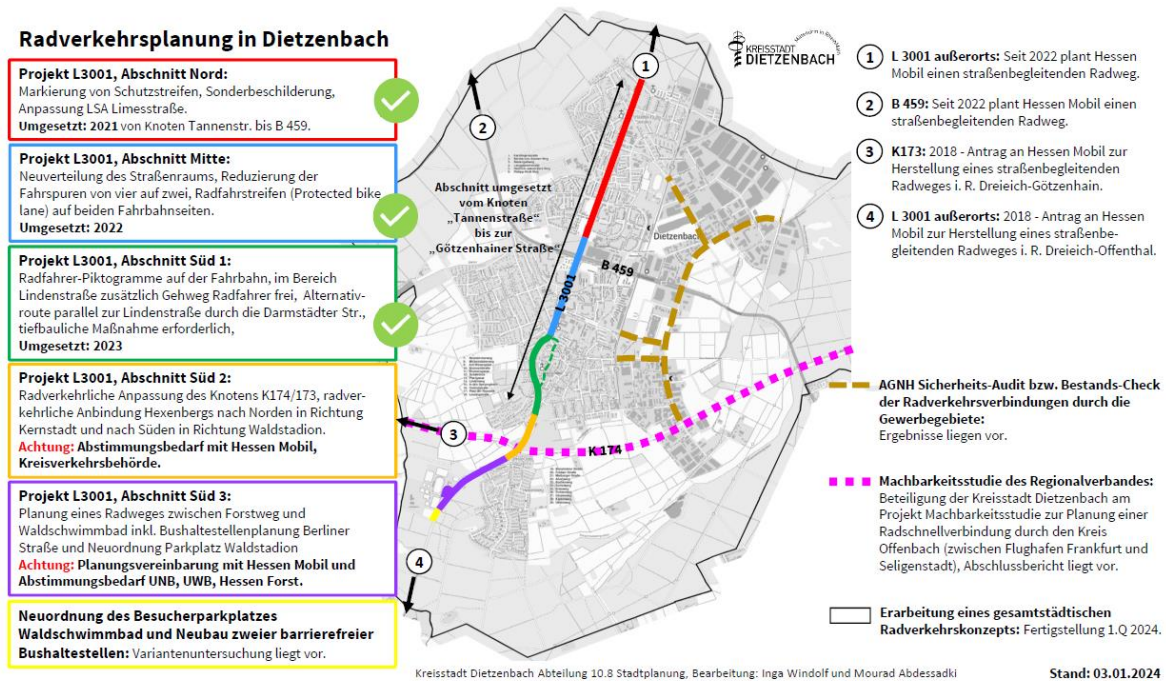 Radverkehrsplanung in Dietzenbach
Projekt L3001, Abschnitt Nord:
Markierung von Schutzstreifen, Sonderbeschilderung,
Anpassung LSA Limesstraße.
Umgesetzt: 2021 von Knoten Tannenstr. bis B 459.
Projekt L3001, Abschnitt Mitte:
Neuverteilung des Straßenraums, Reduzierung der
Fahrspuren von vier auf zwei, Radfahrstreifen (Protected bike
lane) auf beiden Fahrbahnseiten.
Umgesetzt: 2022
Projekt L3001, Abschnitt Süd 1:
Radfahrer-Piktogramme auf der Fahrbahn, im Bereich
Lindenstraße zusätzlich Gehweg Radfahrer frei, Alternativ-
route parallel zur Lindenstraße durch die Darmstädter Str.,
tiefbauliche Maßnahme erforderlich,
Umgesetzt: 2023
Projekt L3001, Abschnitt Süd 2:
Radverkehrliche Anpassung des Knotens K174/173, radver-
kehrliche Anbindung Hexenbergs nach Norden in Richtung
Kernstadt und nach Süden in Richtung Waldstadion.
Achtung: Abstimmungsbedarf mit Hessen Mobil,
Kreisverkehrsbehörde.
Projekt L3001, Abschnitt Süd 3:
Planung eines Radweges zwischen Forstweg und
Waldschwimmbad inkl. Bushaltestellenplanung Berliner
Straße und Neuordnung Parkplatz Waldstadion
Achtung: Planungsvereinbarung mit Hessen Mobil und
Abstimmungsbedarf UNB, UWB, Hessen Forst.
Neuordnung des Besucherparkplatzes
Waldschwimmbad und Neubau zweier barrierefreier
Bushaltestellen: Variantenuntersuchung liegt vor.
1
2
Abschnitt umgesetzt
vom Knoten
„Tannenstraße“
bis zur
„Götzenhainer Straße“
Dietzenbach
B 459
L 3001
3
K 174
4
KREISSTADT
DIETZENBACH
1 L 3001 außerorts: Seit 2022 plant Hessen
Mobil einen straßenbegleitenden Radweg.
2 B 459: Seit 2022 plant Hessen Mobil einen
straßenbegleitenden Radweg.
3 K173: 2018 - Antrag an Hessen Mobil zur
Herstellung eines straßenbegleitenden
Radweges i. R. Dreieich-Götzenhain.
4 L 3001 außerorts: 2018 - Antrag an Hessen
Mobil zur Herstellung eines straßenbe-
gleitenden Radweges i. R. Dreieich-Offenthal.
AGNH Sicherheits-Audit bzw. Bestands-Check
der Radverkehrsverbindungen durch die
Gewerbegebiete:
Ergebnisse liegen vor.
Machbarkeitsstudie des Regionalverbandes:
Beteiligung der Kreisstadt Dietzenbach am
Projekt Machbarkeitsstudie zur Planung einer
Radschnellverbindung durch den Kreis
Offenbach (zwischen Flughafen Frankfurt und
Seligenstadt), Abschlussbericht liegt vor.
Erarbeitung eines gesamtstädtischen
Radverkehrskonzepts: Fertigstellung 1.Q 2024.
Kreisstadt Dietzenbach Abteilung 10.8 Stadtplanung, Bearbeitung: Inga Windolf und Mourad Abdessadki
Stand: 03.01.2024